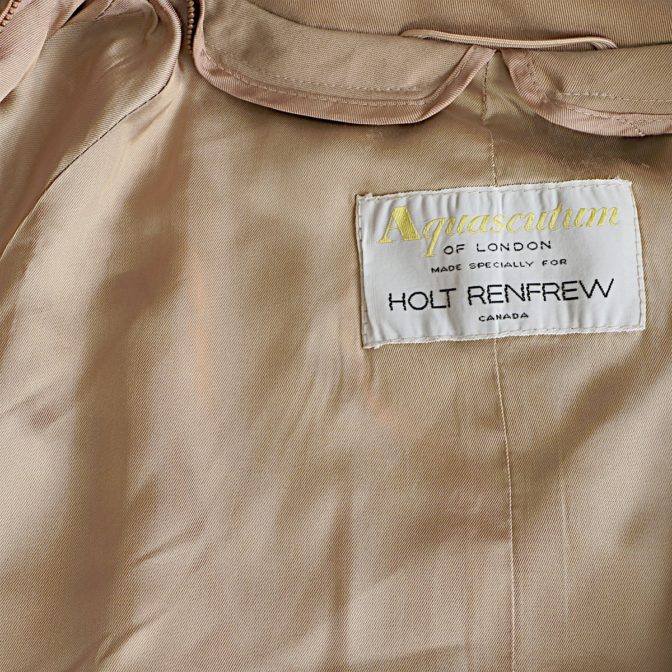 Aquascutum
OF LONDON
MADE SPECIALLY FOR
HOLT RENFREW
CANADA